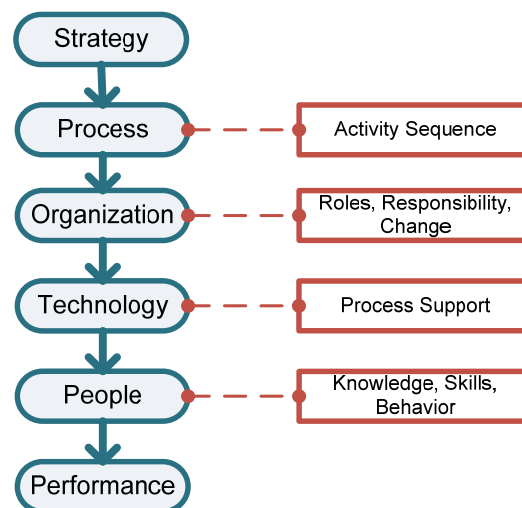 Strategy
Process
Activity Sequence
Organization
Roles, Responsibility,
Change
Technology
Process Support
People
Knowledge, Skills,
Behavior
Performance